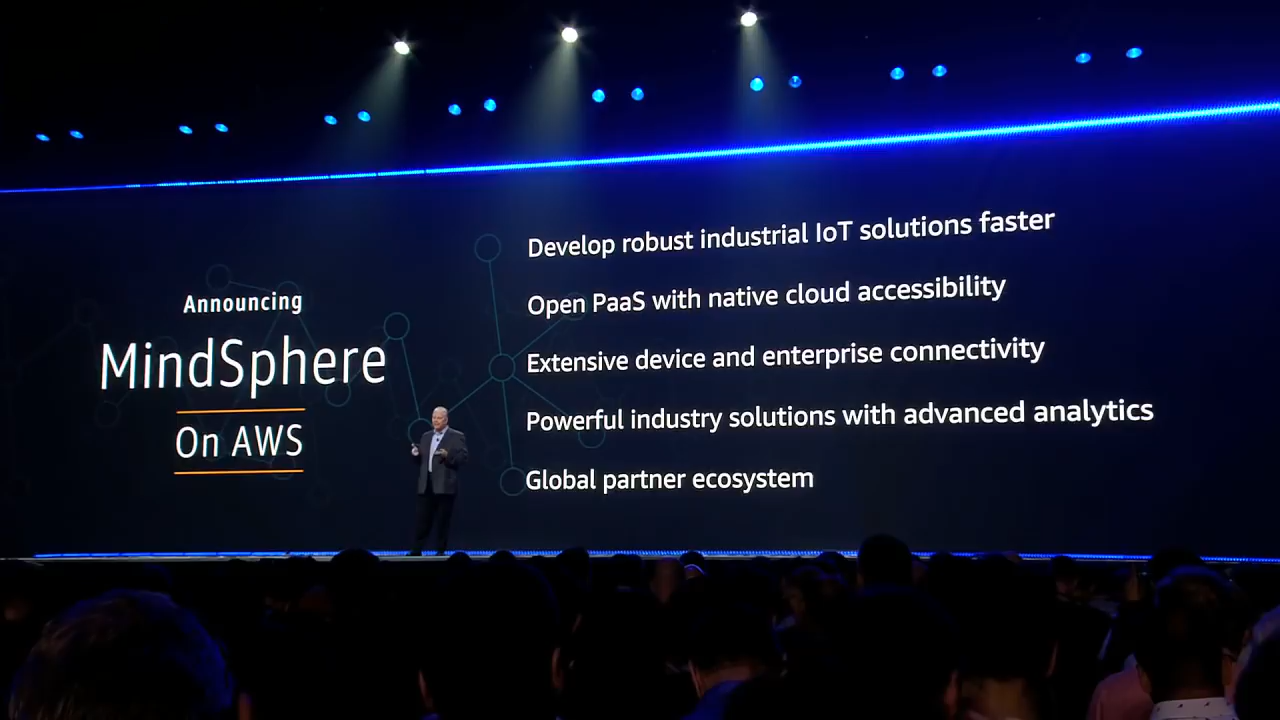 Announcing
MindSphere
On AWS
Develop robust industrial IoT solutions faster
Open PaaS with native cloud accessibility
Extensive device and enterprise connectivity
Powerful industry solutions with advanced analytics
Global partner ecosystem